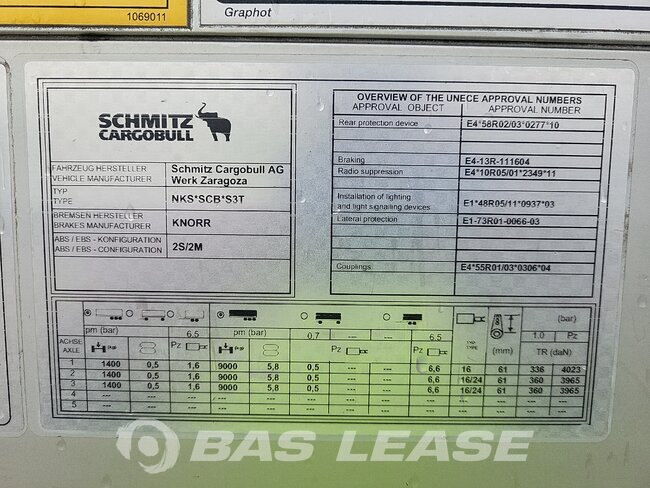 1069011
Graphot
SCHMITZ
CARGOBULL
FAHRZEUG HERSTELLER
VEHICLE MANUFACTURER
Schmitz Cargobull AG
Werk Zaragoza
TYP
TYPE
NKS*SCB*S3T
BREMSEN HERSTELLER
BRAKES MANUFACTURER
KNORR
ABS / EBS - KONFIGURATION
ABS / EBS - CONFIGURATION
2S/2M
OVERVIEW OF THE UNECE APPROVAL NUMBERS
APPROVAL OBJECT APPROVAL NUMBER
Rear protection device E4*58R02/03*0277*10
Braking E4-13R-111604
Radio suppression E4*10R05/01*2349*11
Installation of lighting
and light signalling devices E1*48R05/11*0937*03
Lateral protection E1-73R01-0066-03
Couplings E4*55R01/03*0306*04
(bar)
pm (bar) 6.5 pm (bar) 0.7 --- --- 6.5 1.0 Pz
ACHSE
AXLE
Pz Pz Pz TYP
TYPE (mm) TR (daN)
1 1400 0,5 1,6 9000 5,8 0,5 --- --- 6,6 16 61 336 4023
2 1400 0,5 1,6 9000 5,8 0,5 --- --- 6,6 16/24 61 360 3965
3 1400 0,5 1,6 9000 5,8 0,5 --- --- 6,6 16/24 61 360 3965
4 --- --- --- --- --- --- --- --- --- --- --- --- ---
5 --- --- --- --- --- --- --- --- --- --- --- --- ---
BAS LEASE